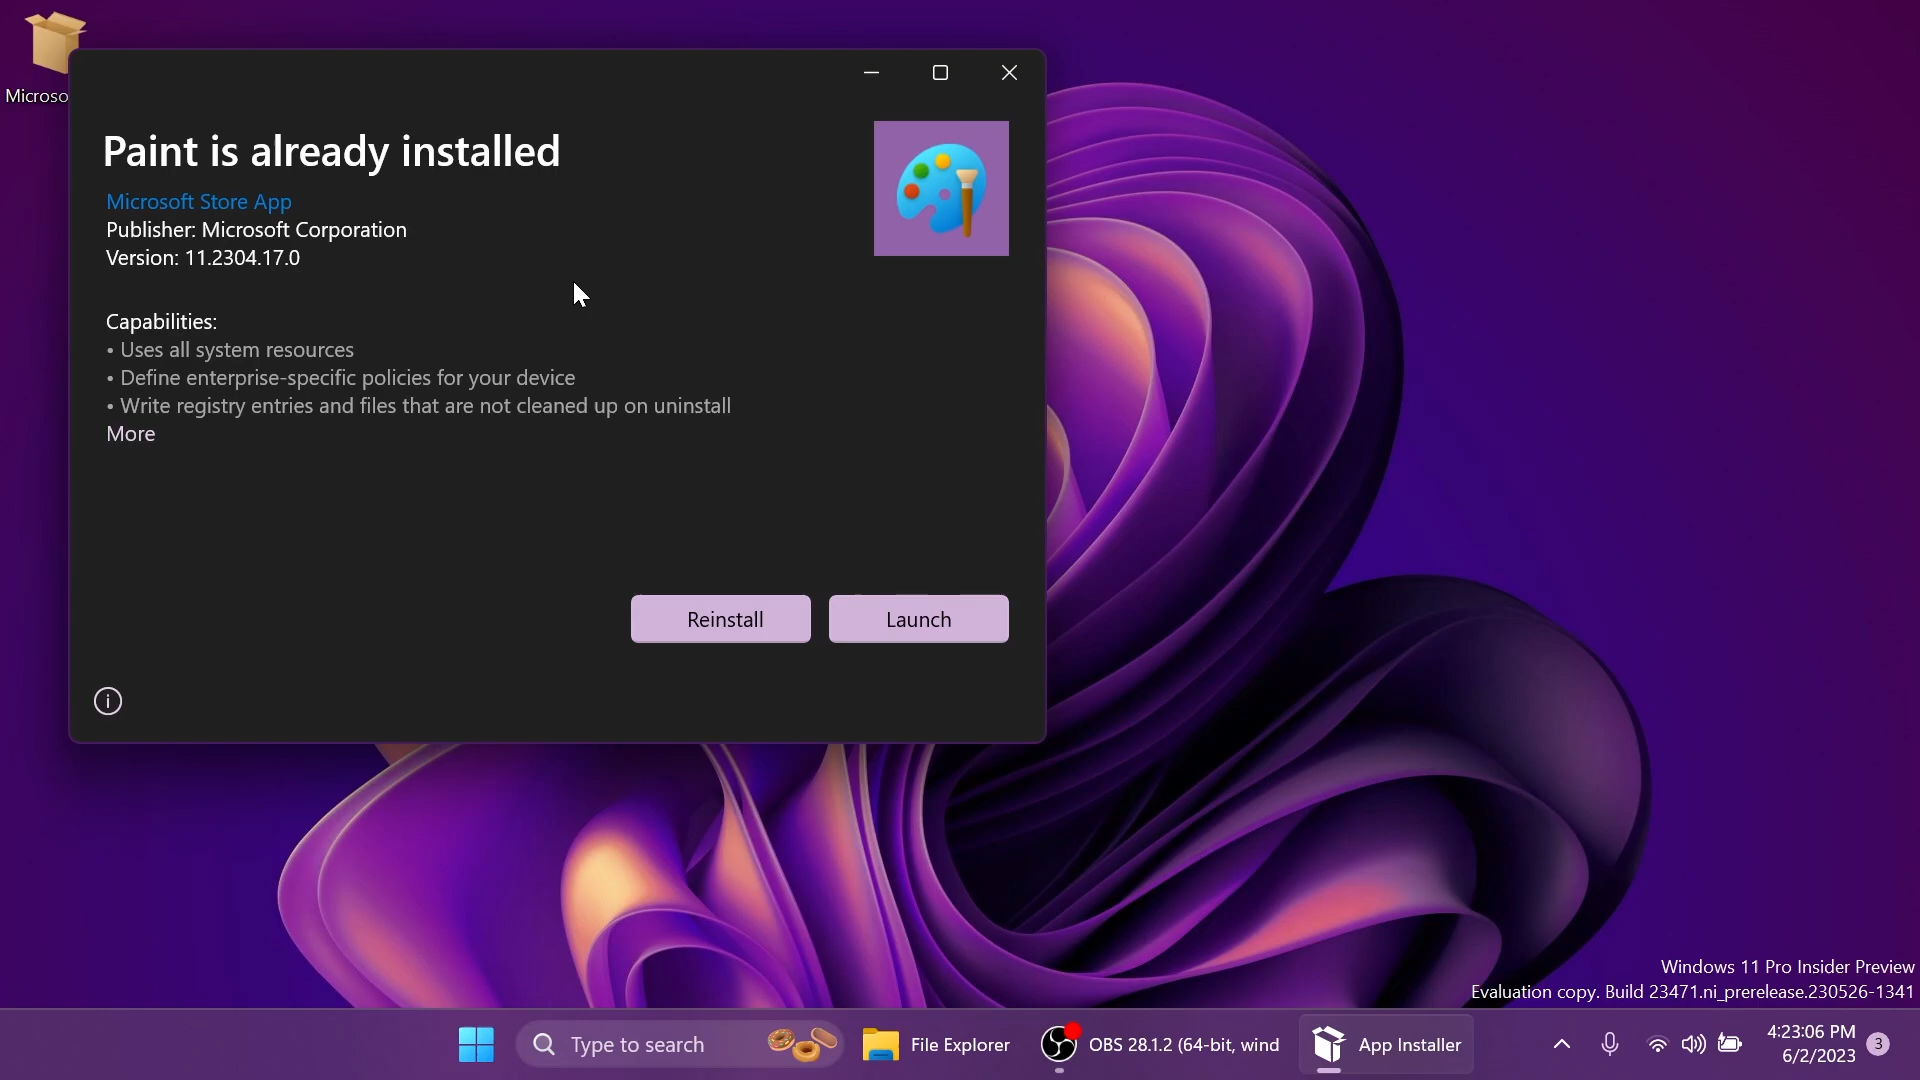 Microso
Paint is already installed
Microsoft Store App
Publisher: Microsoft Corporation
Version: 11.2304.17.0
Capabilities:
• Uses all system resources
• Define enterprise-specific policies for your device
• Write registry entries and files that are not cleaned up on uninstall
More
Reinstall
Launch
Windows 11 Pro Insider Preview
Evaluation copy. Build 23471.ni_prerelease.230526-1341
Type to search
File Explorer
OBS 28.1.2 (64-bit, wind
App Installer
4:23:06 PM
6/2/2023
3